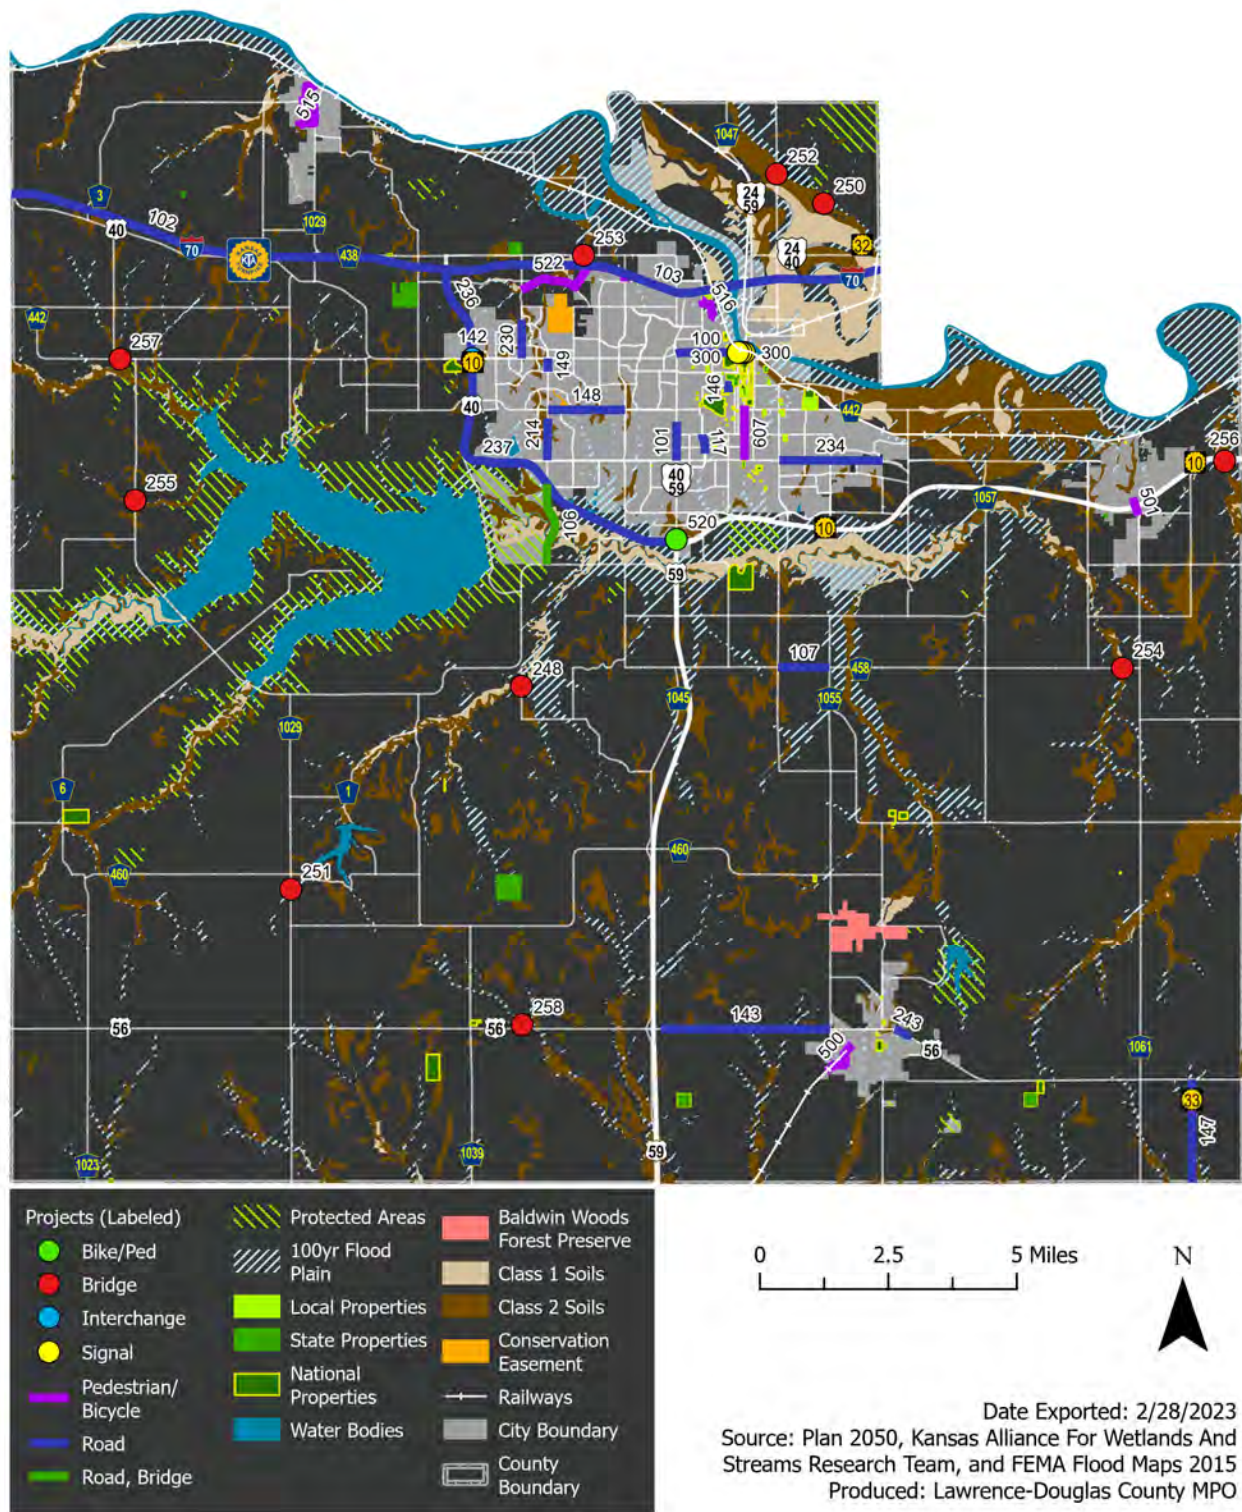 515
1047
252
24
59
250
3
102
40
1029
70
KANSAS
TURNPIKE
KTA
438
253
24
40
32
522
103
70
236
516
442
257
142
10
230
149
100
300
300
40
148
146
442
237
214
101
117
607
234
256
10
255
40
59
1057
501
106
520
10
59
107
458
254
248
1045
1055
1029
6
1
460
460
251
258
143
243
56
56
500
56
1061
33
147
1023
1039
59
Projects (Labeled)
Bike/Ped
Bridge
Interchange
Signal
Pedestrian/
Bicycle
Road
Road, Bridge
Protected Areas
100yr Flood
Plain
Local Properties
State Properties
National
Properties
Water Bodies
Baldwin Woods
Forest Preserve
Class 1 Soils
Class 2 Soils
Conservation
Easement
Railways
City Boundary
County
Boundary
0 2.5 5 Miles
N
Date Exported: 2/28/2023
Source: Plan 2050, Kansas Alliance For Wetlands And
Streams Research Team, and FEMA Flood Maps 2015
Produced: Lawrence-Douglas County MPO